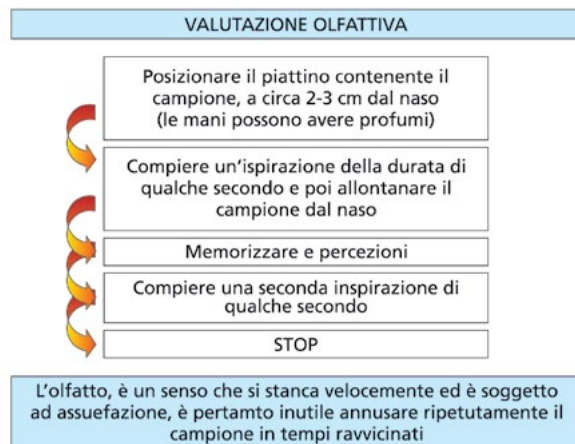 VALUTAZIONE OLFATTIVA
Posizionare il piattino contenente il
campione, a circa 2-3 cm dal naso
(le mani possono avere profumi)
Compiere un'ispirazione della durata di
qualche secondo e poi allontanare il
campione dal naso
Memorizzare e percezioni
Compiere una seconda inspirazione di
qualche secondo
STOP
L'olfatto, è un senso che si stanca velocemente ed è soggetto
ad assuefazione, è pertamto inutile annusare ripetutamente il
campione in tempi ravvicinati